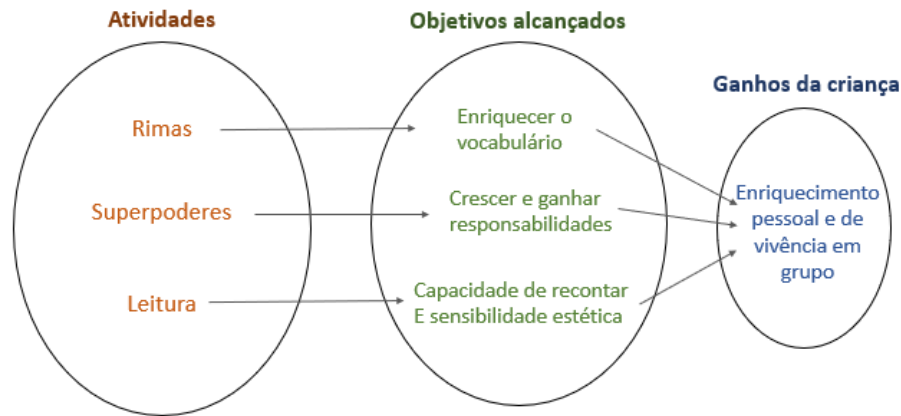 Atividades
Rimas
Superpoderes
Leitura
Objetivos alcançados
Enriquecer o
vocabulário
Crescer e ganhar
responsabilidades
Capacidade de recontar
E sensibilidade estética
Ganhos da criança
Enriquecimento
pessoal e de
vivência em
grupo